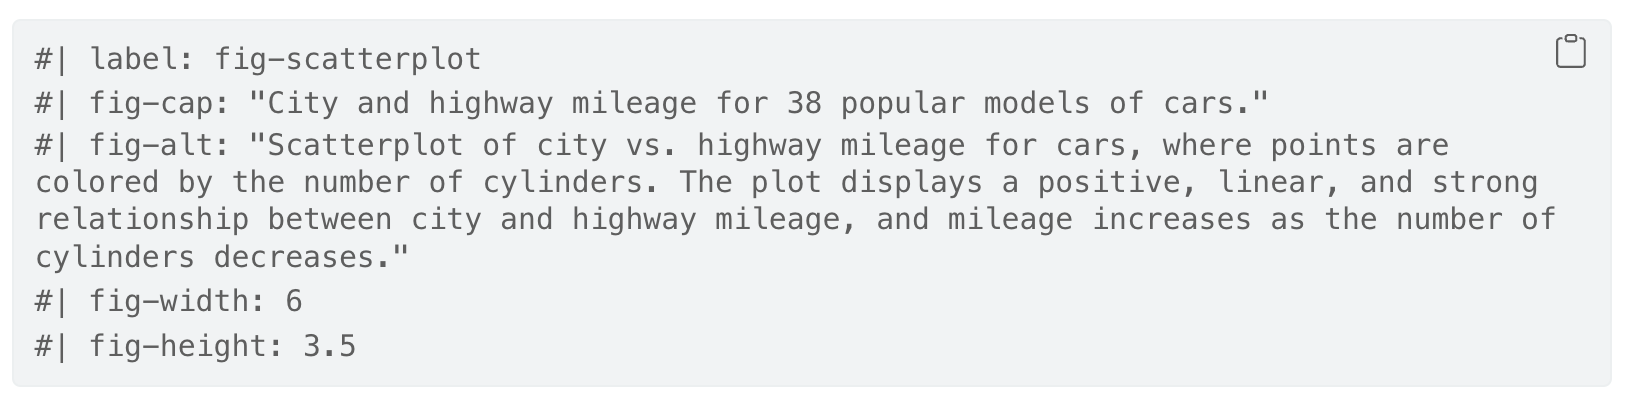 #| label: fig-scatterplot
#| fig-cap: "City and highway mileage for 38 popular models of cars."
#| fig-alt: "Scatterplot of city vs. highway mileage for cars, where points are
colored by the number of cylinders. The plot displays a positive, linear, and strong
relationship between city and highway mileage, and mileage increases as the number of
cylinders decreases."
#| fig-width: 6
#| fig-height: 3.5